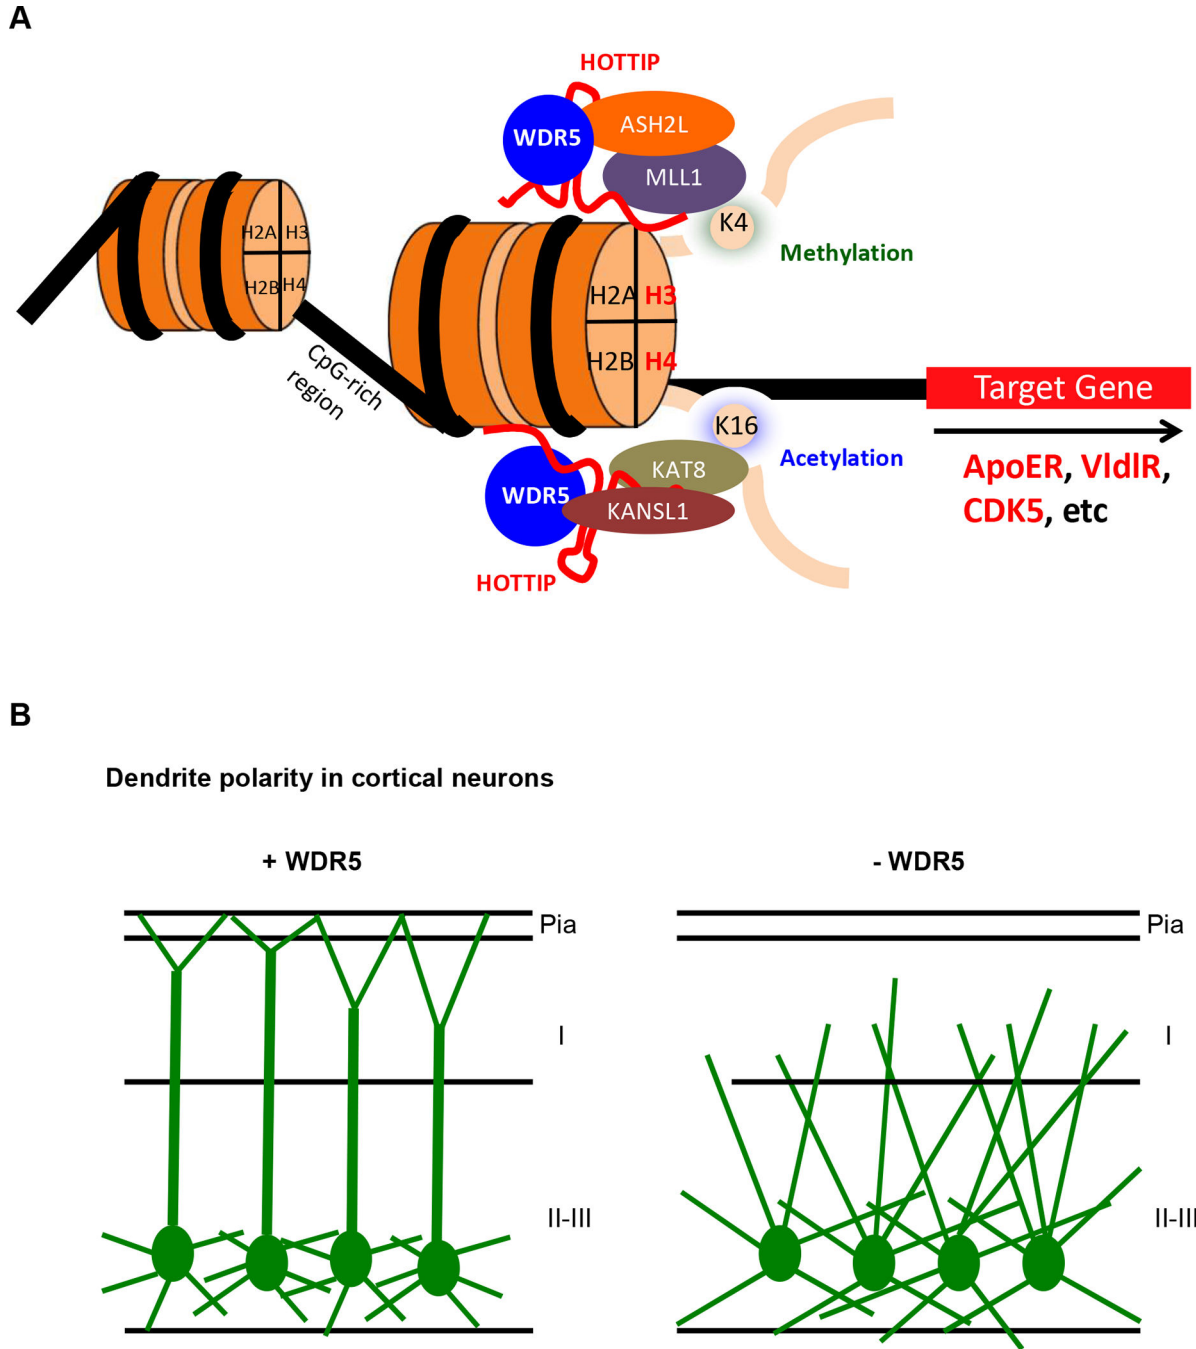 A
HOTTIP
WDR5
ASH2L
MLL1
K4
Methylation
H2A
H3
H2B
H4
CpG-rich
region
H2A
H3
H2B
H4
Target Gene
K16
Acetylation
ApoER, VldlR,
CDK5, etc
KAT8
WDR5
KANSL1
HOTTIP
B
Dendrite polarity in cortical neurons
+ WDR5
- WDR5
Pia
Pia
I
I
II-III
II-III